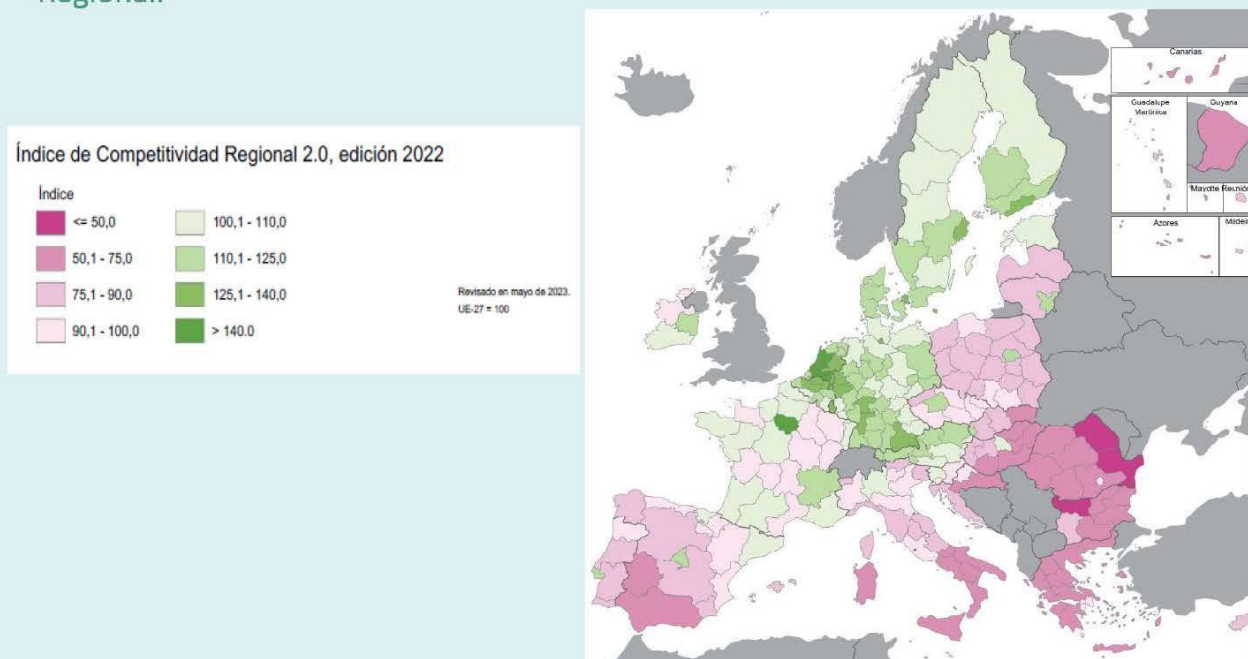 Regional.
Índice de Competitividad Regional 2.0, edición 2022
Índice
<= 50,0
50,1 - 75,0
75,1 - 90,0
90,1 - 100,0
100,1 - 110,0
110,1 - 125,0
125,1 - 140,0
> 140.0
Revisado en mayo de 2023.
UE-27 = 100
Canarias
Guadalupe
Martinica
Guyana
Mayotte
Reunión
Azores
Madei